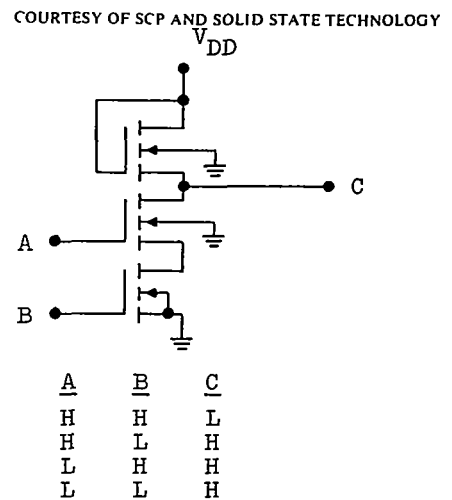 COURTESY OF SCP AND SOLID STATE TECHNOLOGY
VDD
C
A
B
A B C
H H L
H L H
L H H
L L H